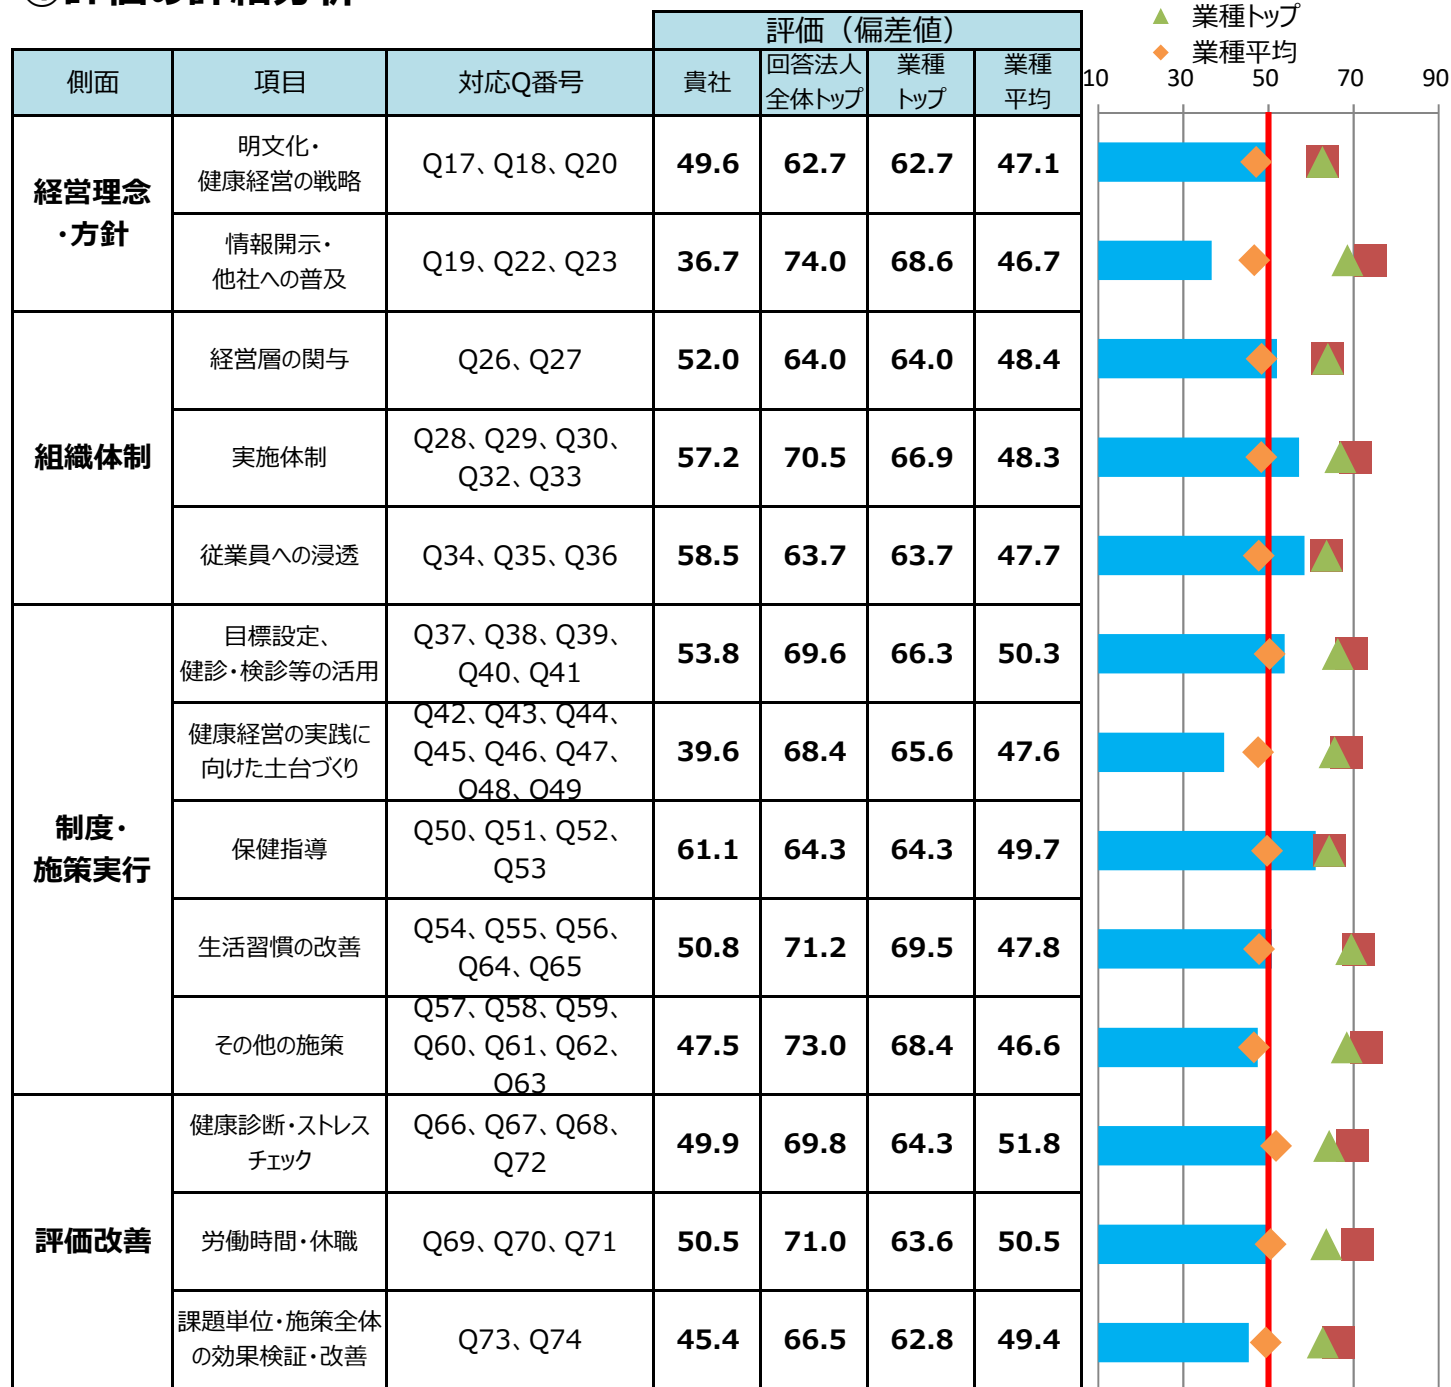 評価（偏差値）
▲ 業種トップ
◆ 業種平均
側面 項目 対応Q番号 貴社 回答法人 業種 業種
全体トップ トップ 平均
10 30 50 70 90
経営理念
・方針
明文化・
健康経営の戦略
Q17、Q18、Q20 49.6 62.7 62.7 47.1
情報開示・
他社への普及
Q19、Q22、Q23 36.7 74.0 68.6 46.7
組織体制
経営層の関与 Q26、Q27 52.0 64.0 64.0 48.4
実施体制
Q28、Q29、Q30、
Q32、Q33
57.2 70.5 66.9 48.3
従業員への浸透 Q34、Q35、Q36 58.5 63.7 63.7 47.7
制度・
施策実行
目標設定、
健診・検診等の活用
Q37、Q38、Q39、
Q40、Q41
53.8 69.6 66.3 50.3
健康経営の実践に
向けた土台づくり
Q42、Q43、Q44、
Q45、Q46、Q47、
Q48、Q49
39.6 68.4 65.6 47.6
保健指導
Q50、Q51、Q52、
Q53
61.1 64.3 64.3 49.7
生活習慣の改善
Q54、Q55、Q56、
Q64、Q65
50.8 71.2 69.5 47.8
その他の施策
Q57、Q58、Q59、
Q60、Q61、Q62、
Q63
47.5 73.0 68.4 46.6
評価改善
健康診断・ストレス
チェック
Q66、Q67、Q68、
Q72
49.9 69.8 64.3 51.8
労働時間・休職 Q69、Q70、Q71 50.5 71.0 63.6 50.5
課題単位・施策全体
の効果検証・改善
Q73、Q74 45.4 66.5 62.8 49.4